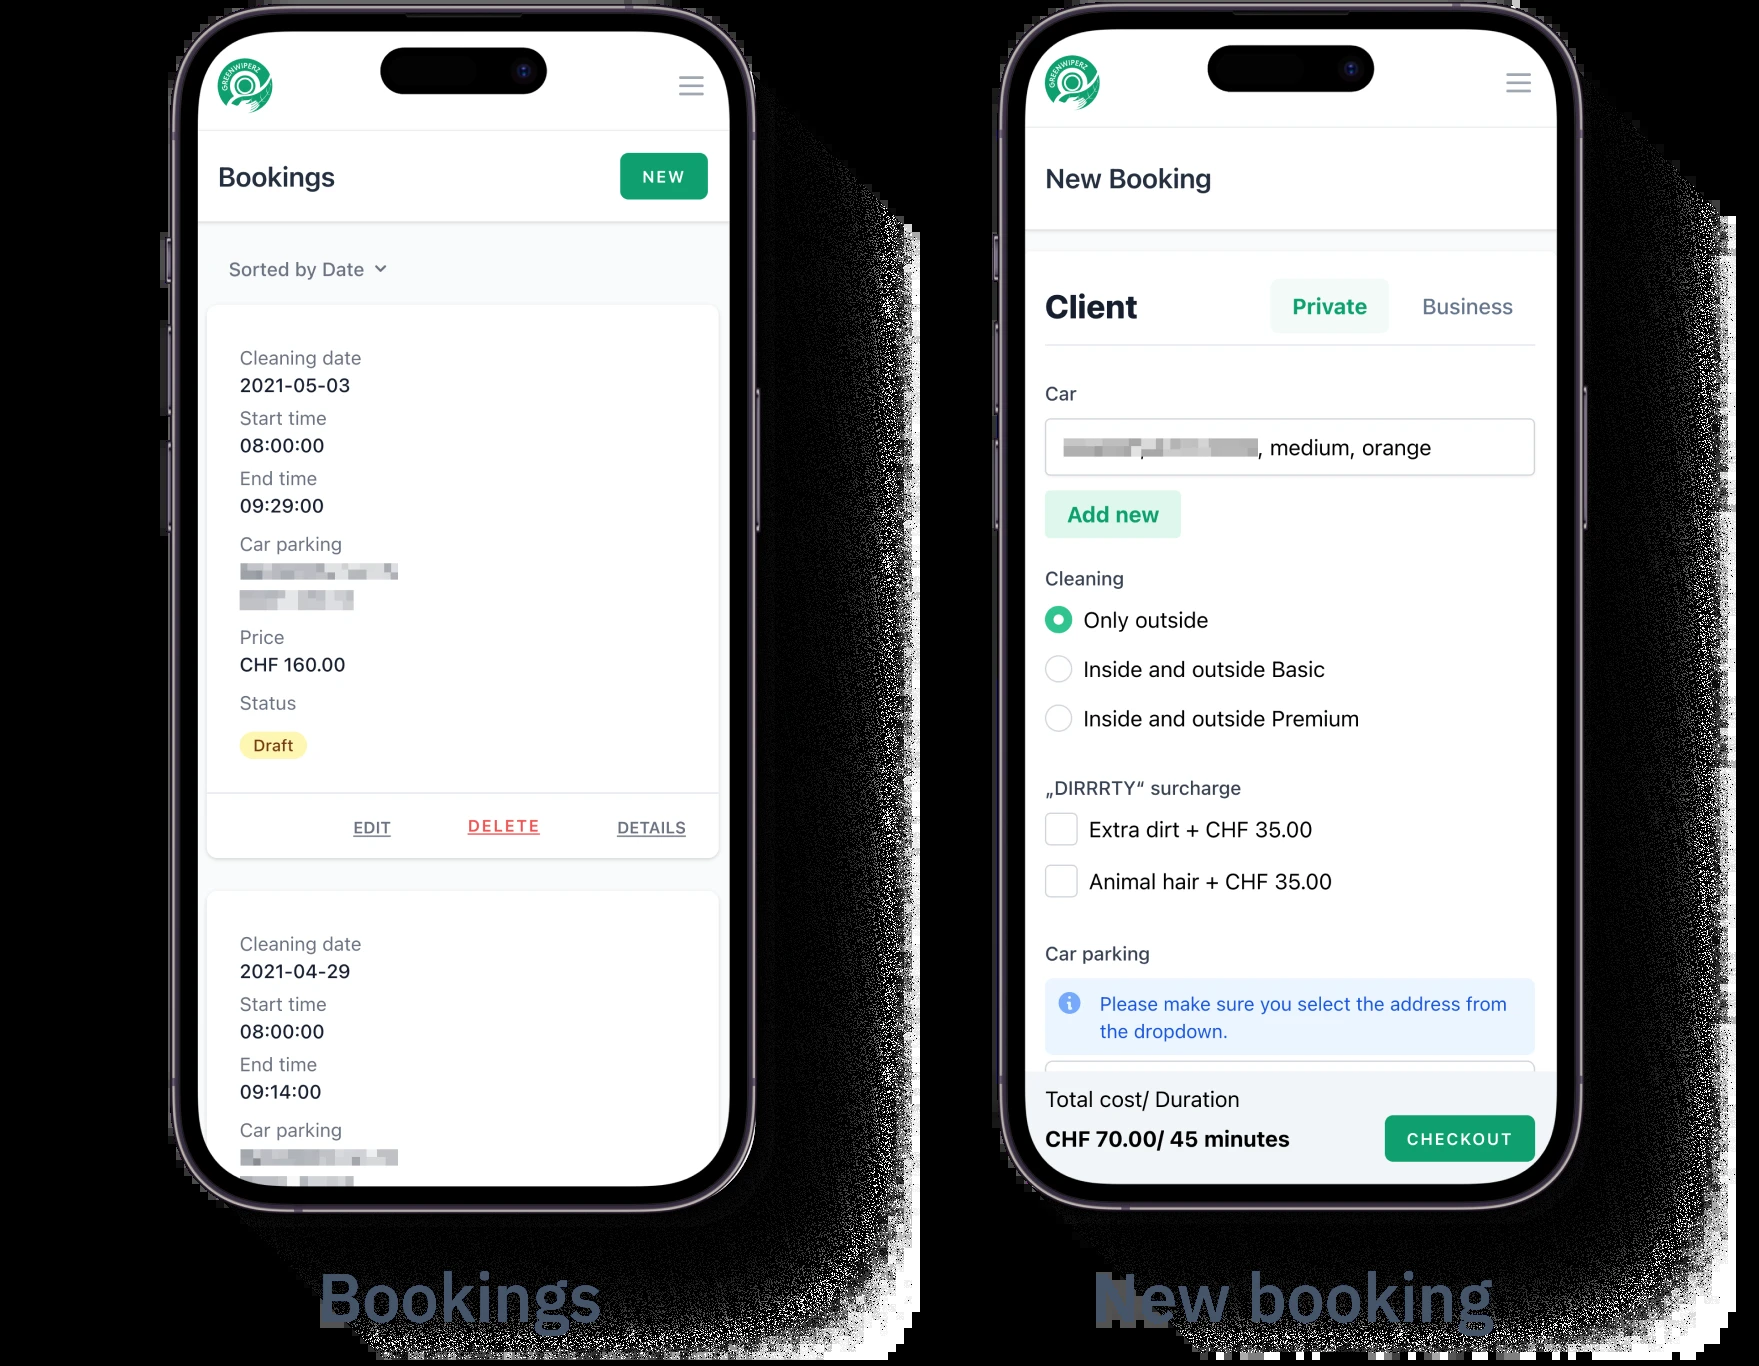 GREENWIPERZ
Bookings
NEW
Sorted by Date
Cleaning date
2021-05-03
Start time
08:00:00
End time
09:29:00
Car parking
Price
CHF 160.00
Status
Draft
EDIT
DELETE
DETAILS
Cleaning date
2021-04-29
Start time
08:00:00
End time
09:14:00
Car parking
Bookings
GREENWIPERZ
New Booking
Client
Private
Business
Car
, medium, orange
Add new
Cleaning
Only outside
Inside and outside Basic
Inside and outside Premium
„DIRRRTY“ surcharge
Extra dirt + CHF 35.00
Animal hair + CHF 35.00
Car parking
Please make sure you select the address from
the dropdown.
Total cost/ Duration
CHF 70.00/ 45 minutes
CHECKOUT
New booking